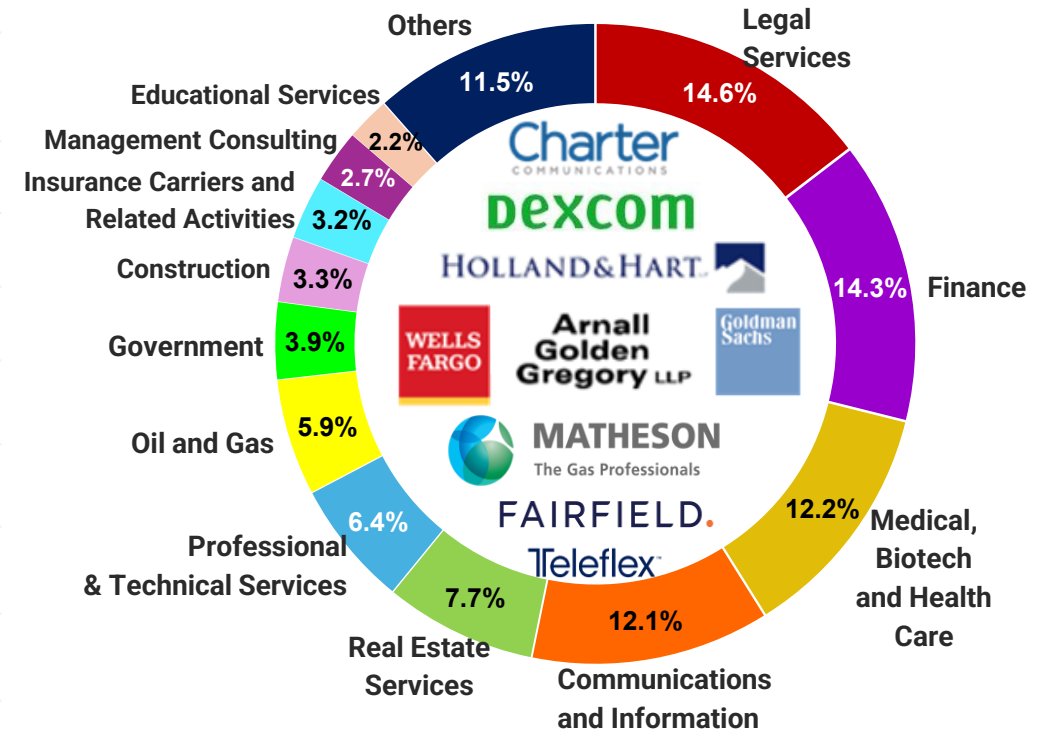 Legal
Services
14.6%
Finance
14.3%
Medical,
Biotech
and Health
Care
12.2%
Communications
and Information
12.1%
Real Estate
Services
7.7%
Professional
& Technical Services
6.4%
Oil and Gas
5.9%
Government
3.9%
Construction
3.3%
Insurance Carriers and
Related Activities
3.2%
Management Consulting
2.7%
Educational Services
2.2%
Others
11.5%
Charter
COMMUNICATIONS
Dexcom
HOLLAND&HART
WELLS
FARGO
Arnall
Golden
Gregory LLP
Goldman
Sachs
MATHESON
The Gas Professionals
FAIRFIELD.
Teleflex™